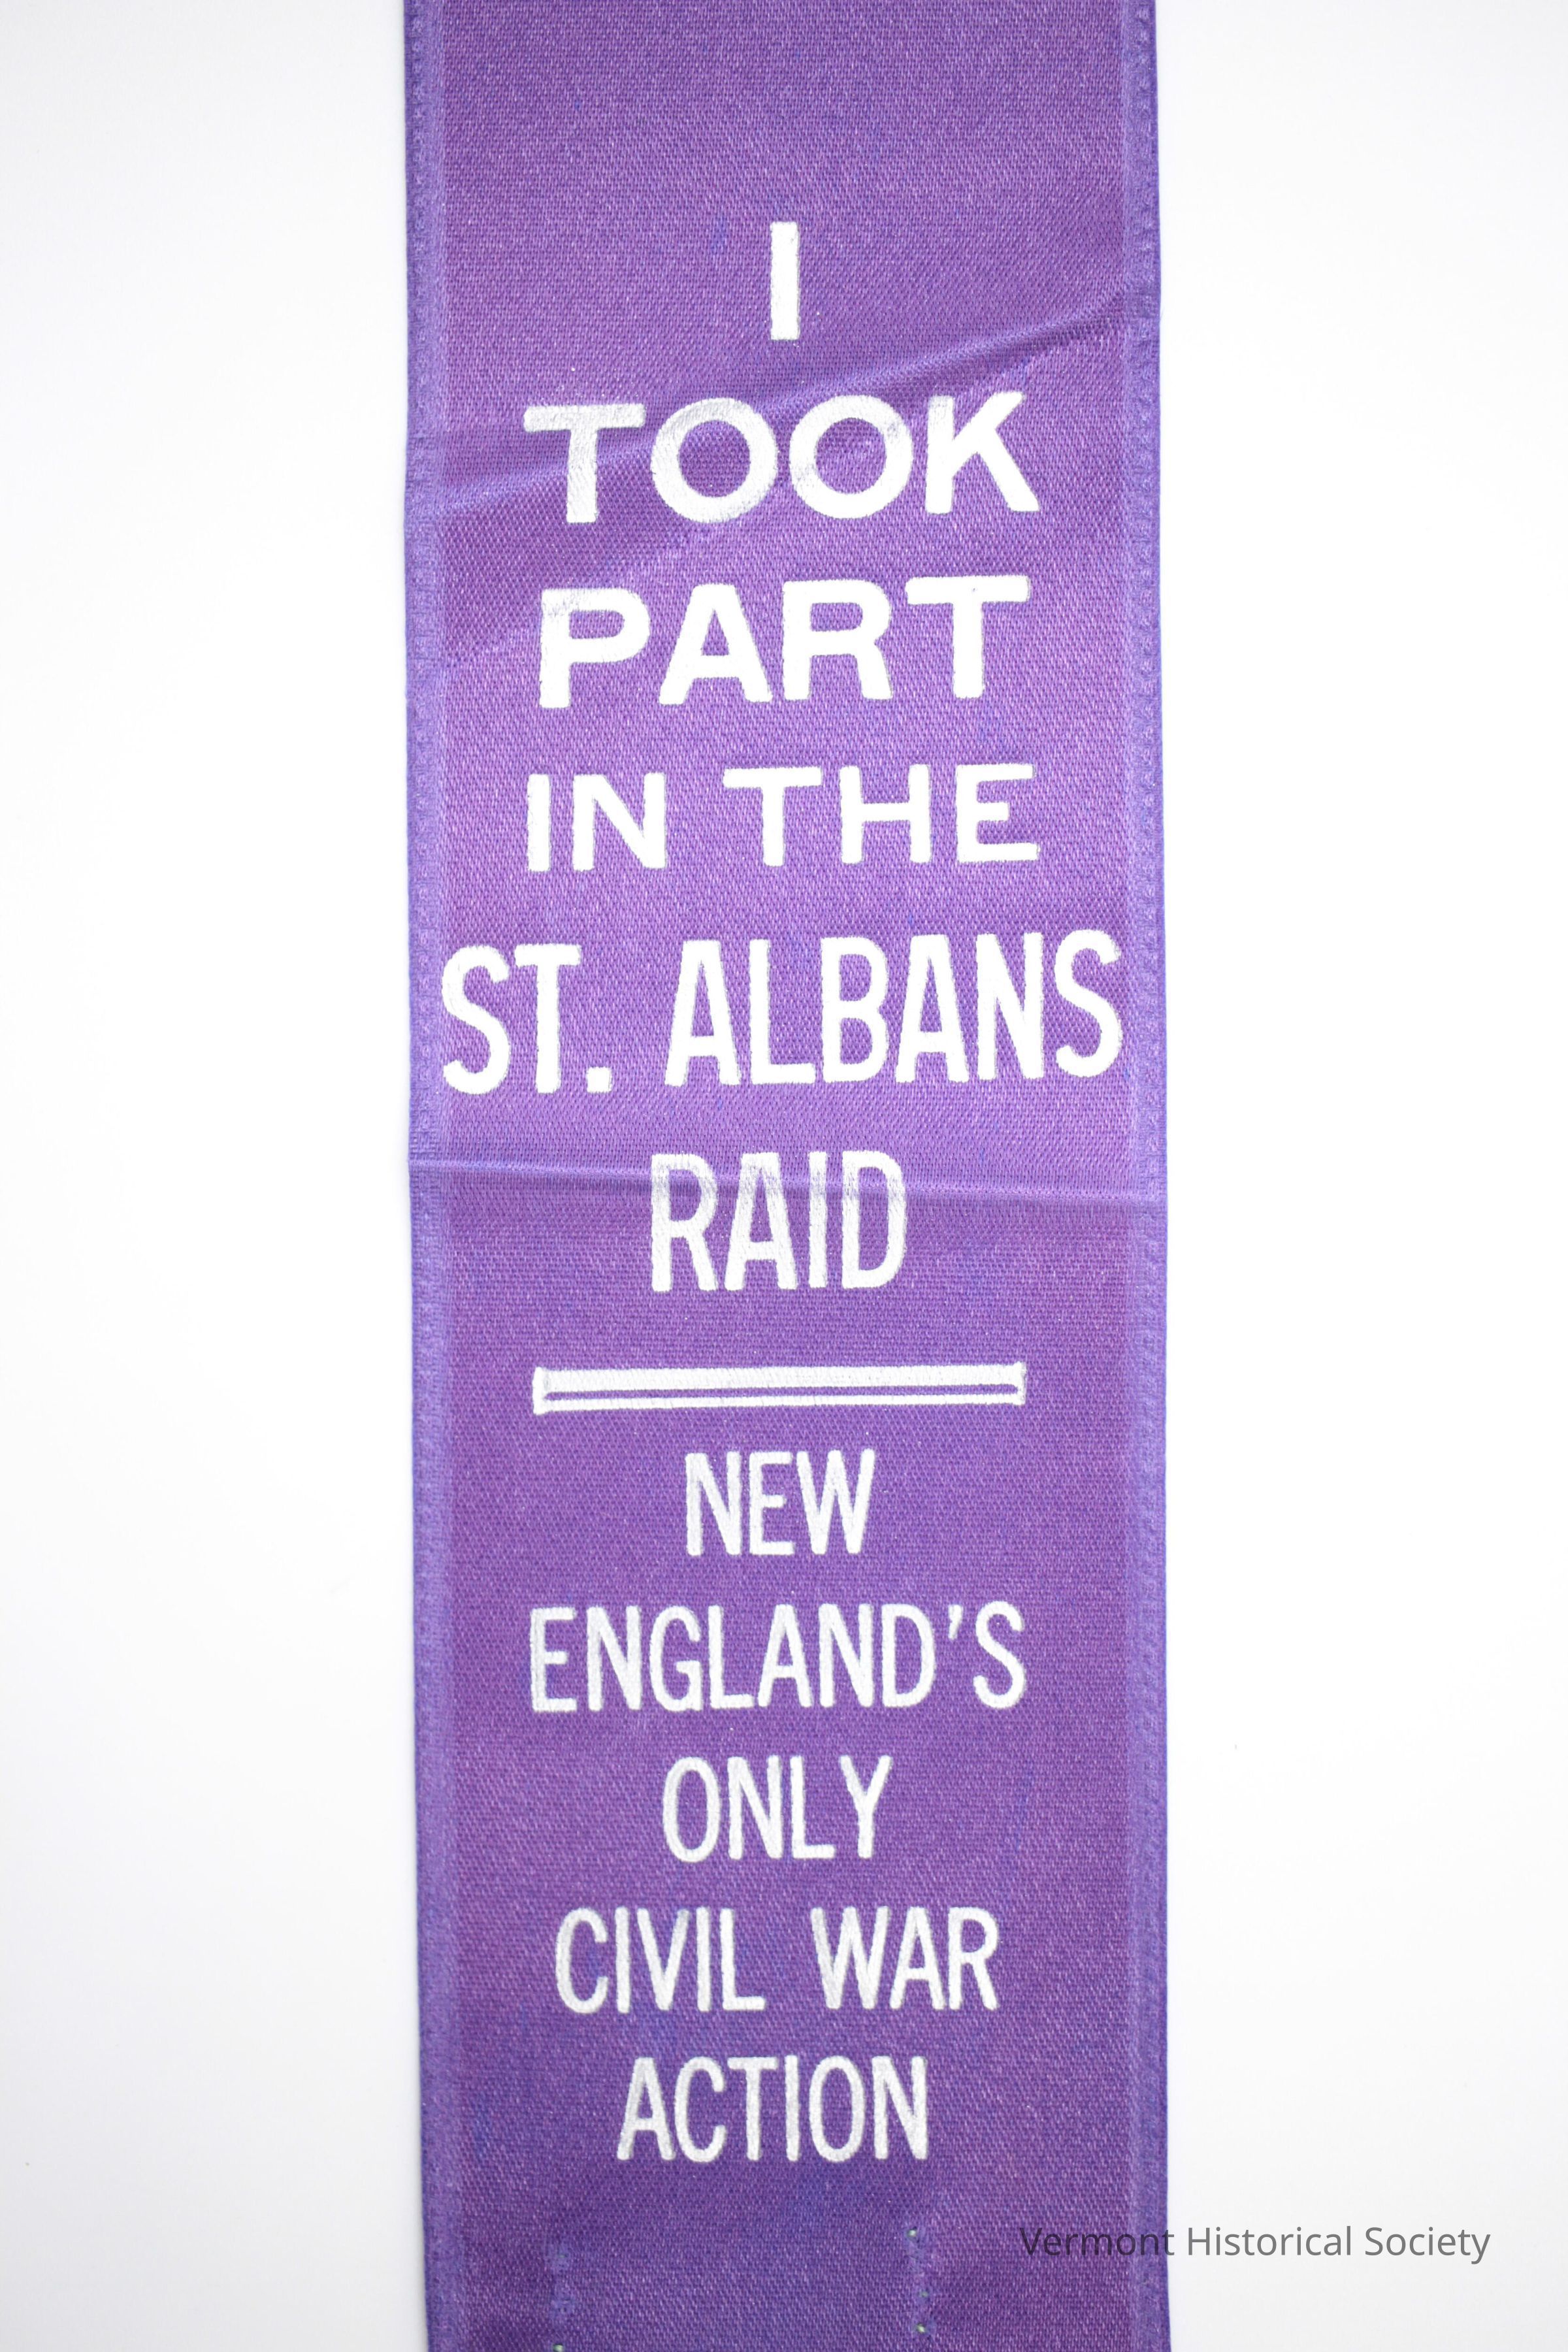 I
TOOK
PART
IN THE
ST. ALBANS
RAID
NEW
ENGLAND'S
ONLY
CIVIL WAR
ACTION
Vermont Historical Society